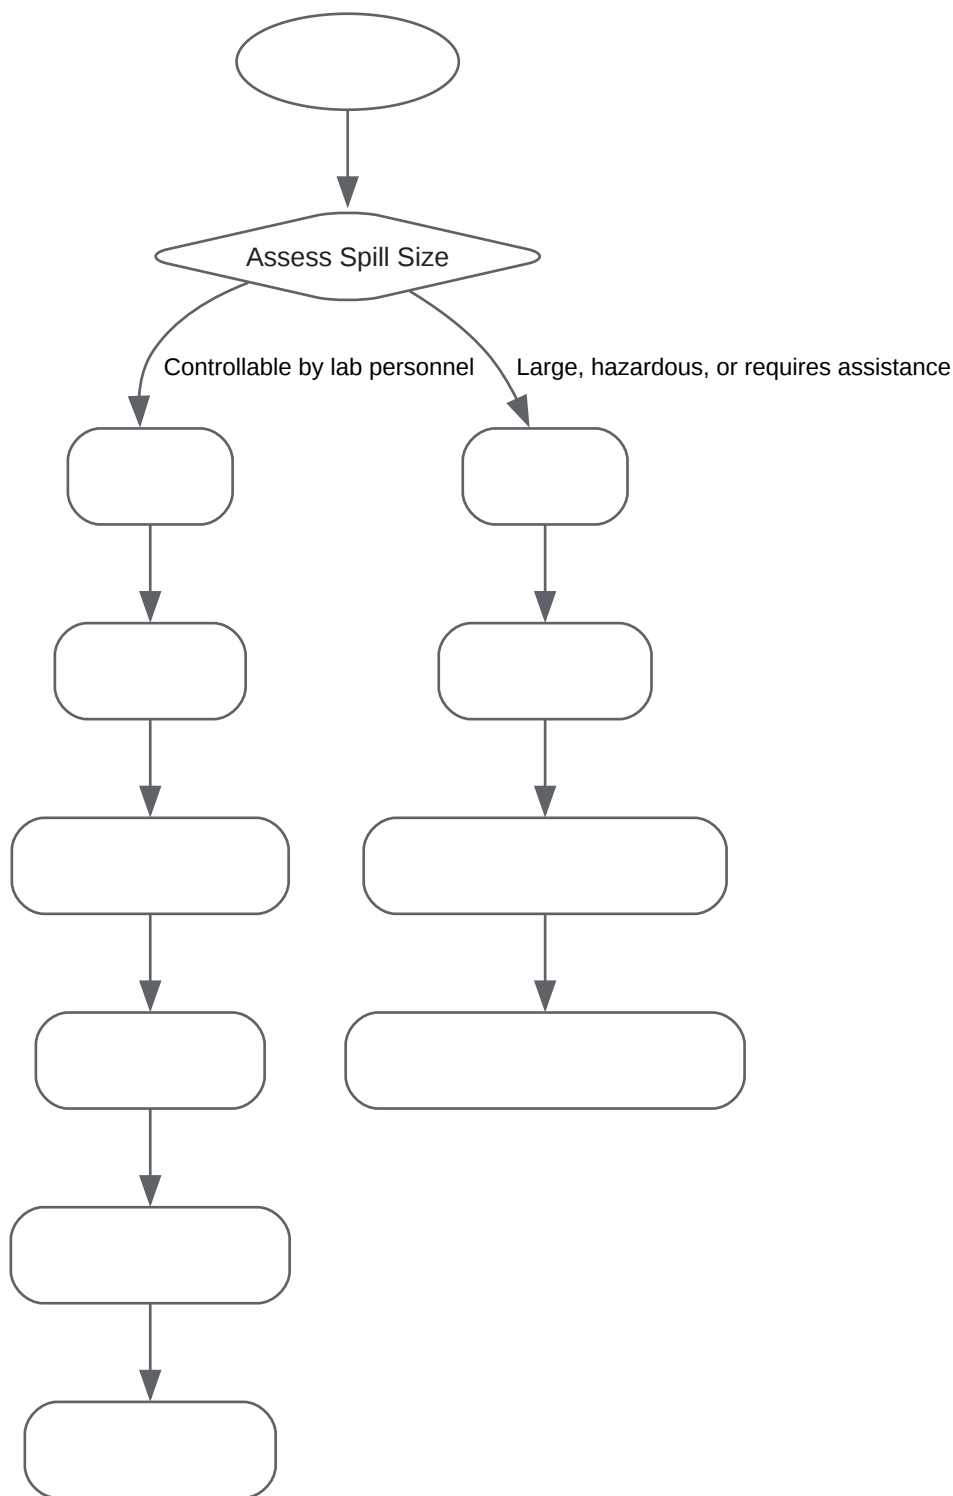 Assess Spill Size
Controllable by lab personnel
Large, hazardous, or requires assistance